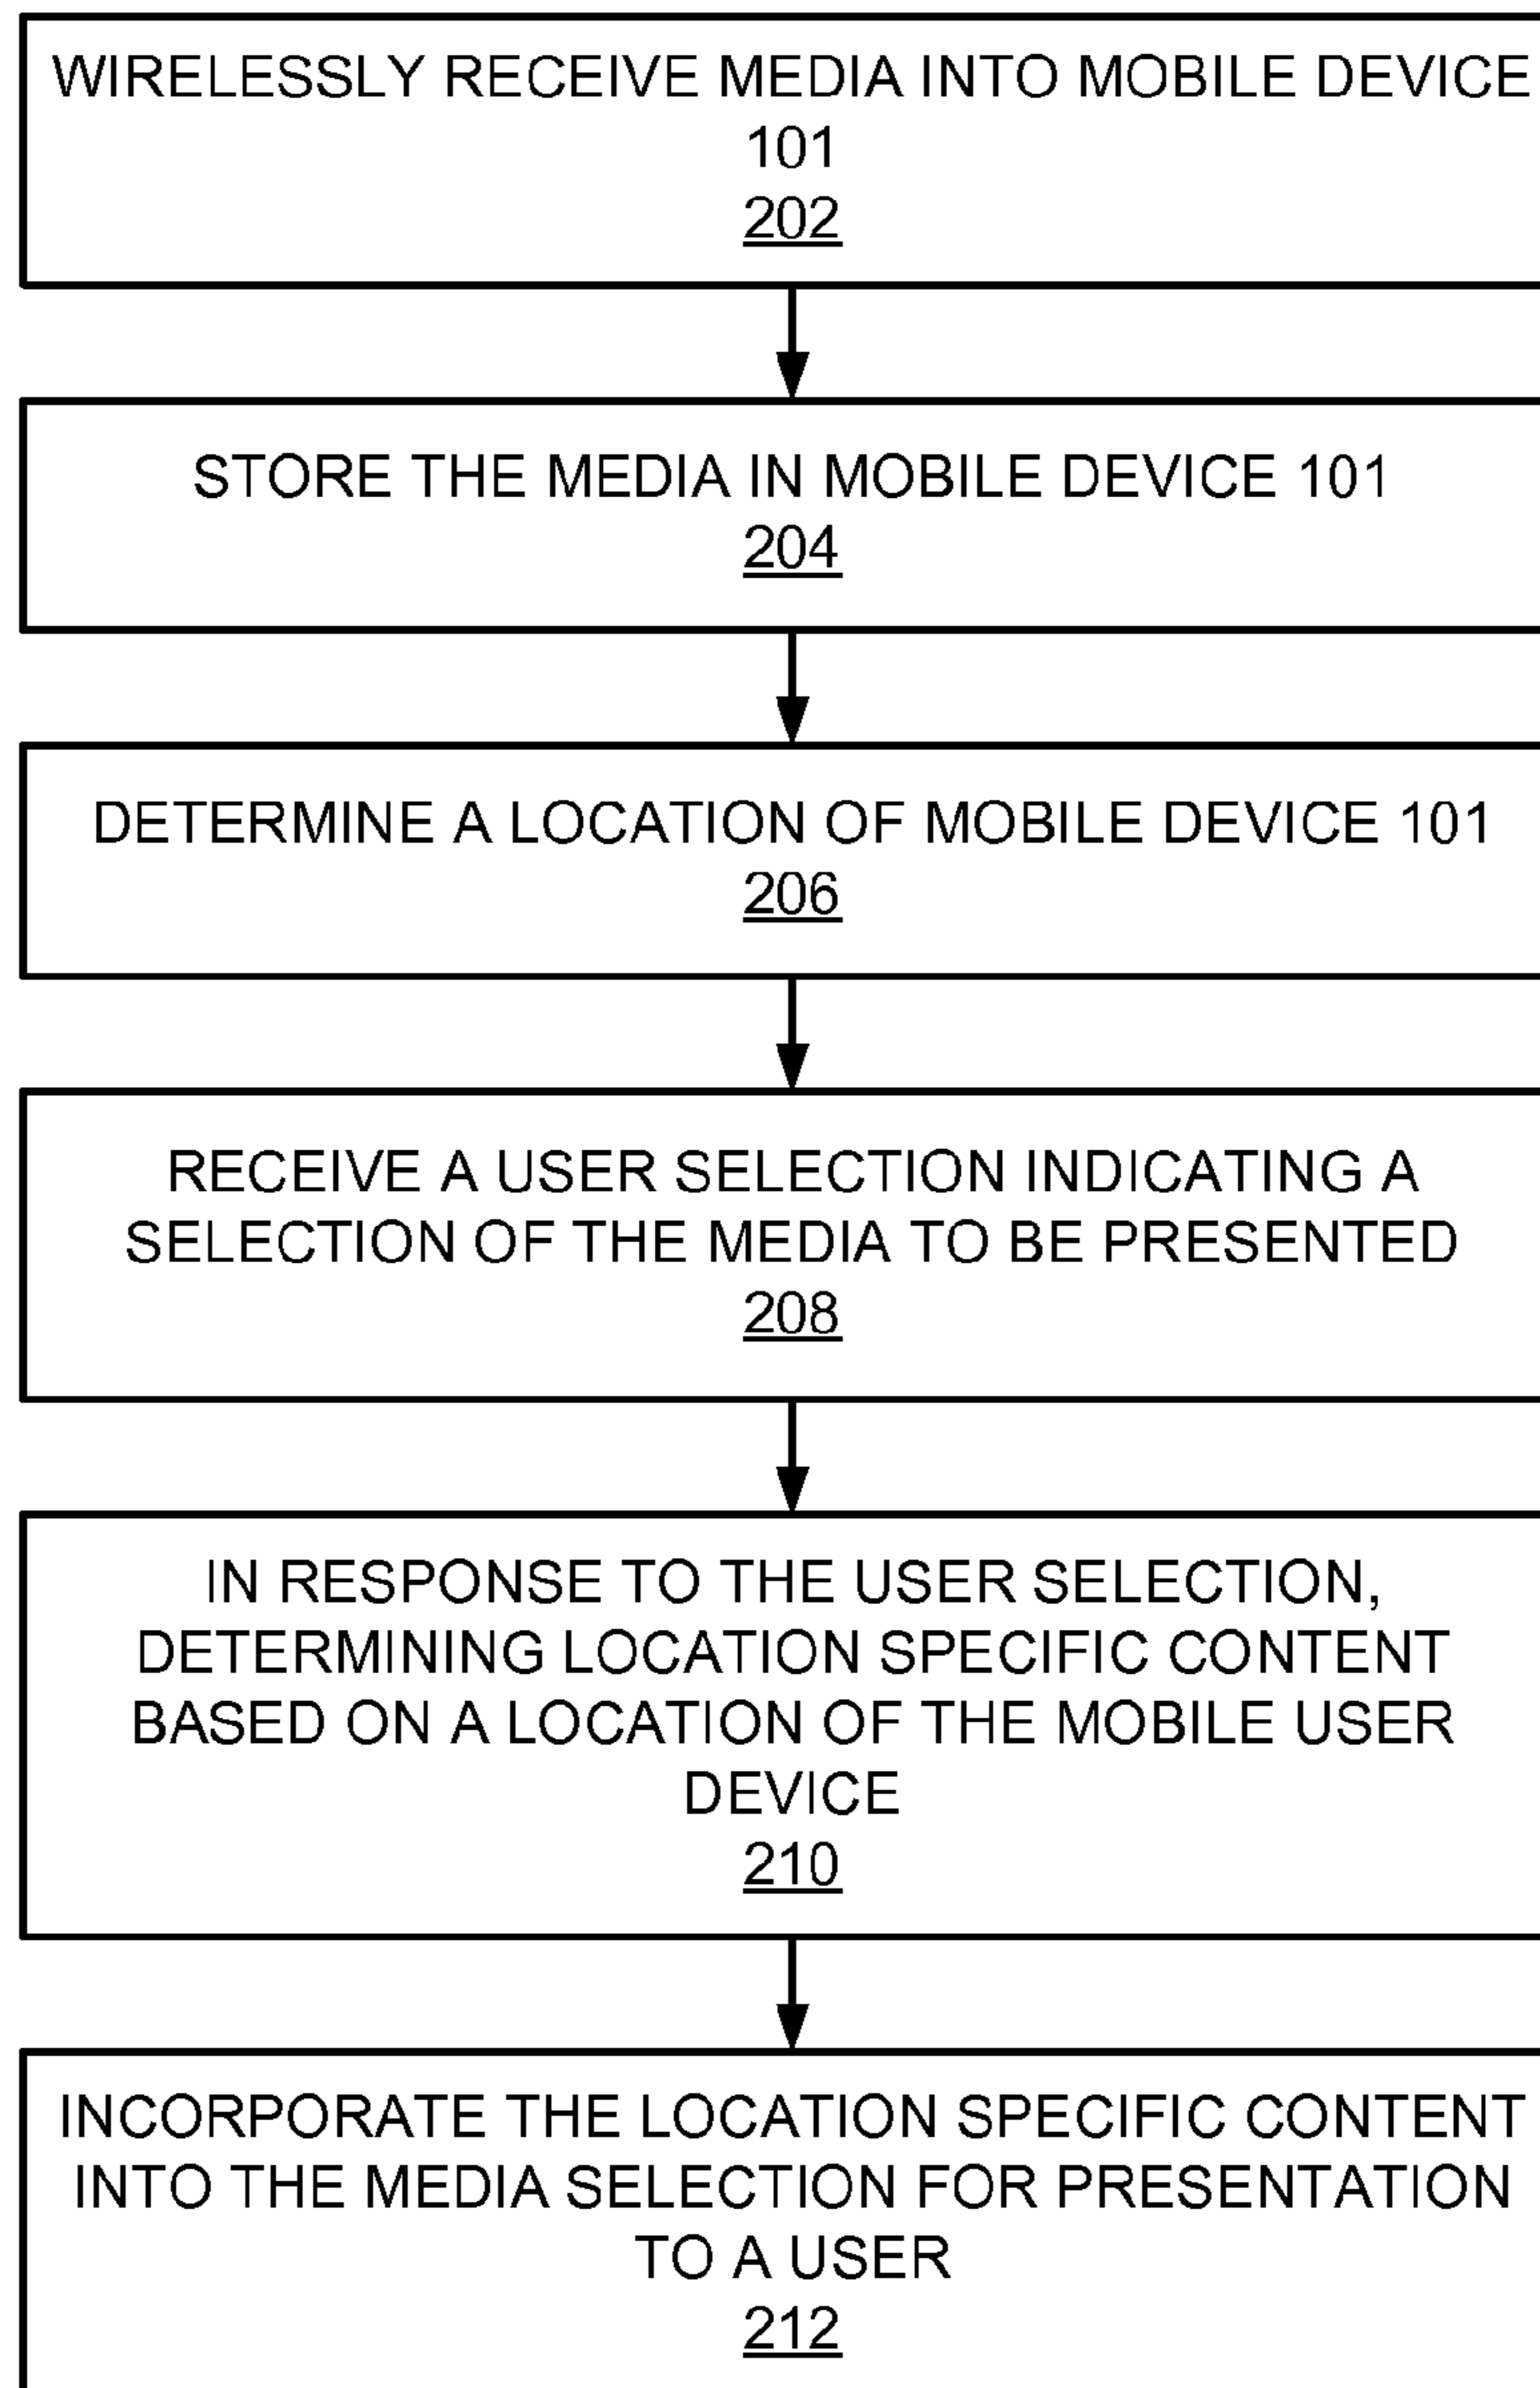 WIRELESSLY RECEIVE MEDIA INTO MOBILE DEVICE
101
202
STORE THE MEDIA IN MOBILE DEVICE 101
204
DETERMINE A LOCATION OF MOBILE DEVICE 101
206
RECEIVE A USER SELECTION INDICATING A
SELECTION OF THE MEDIA TO BE PRESENTED
208
IN RESPONSE TO THE USER SELECTION,
DETERMINING LOCATION SPECIFIC CONTENT
BASED ON A LOCATION OF THE MOBILE USER
DEVICE
210
INCORPORATE THE LOCATION SPECIFIC CONTENT
INTO THE MEDIA SELECTION FOR PRESENTATION
TO A USER
212